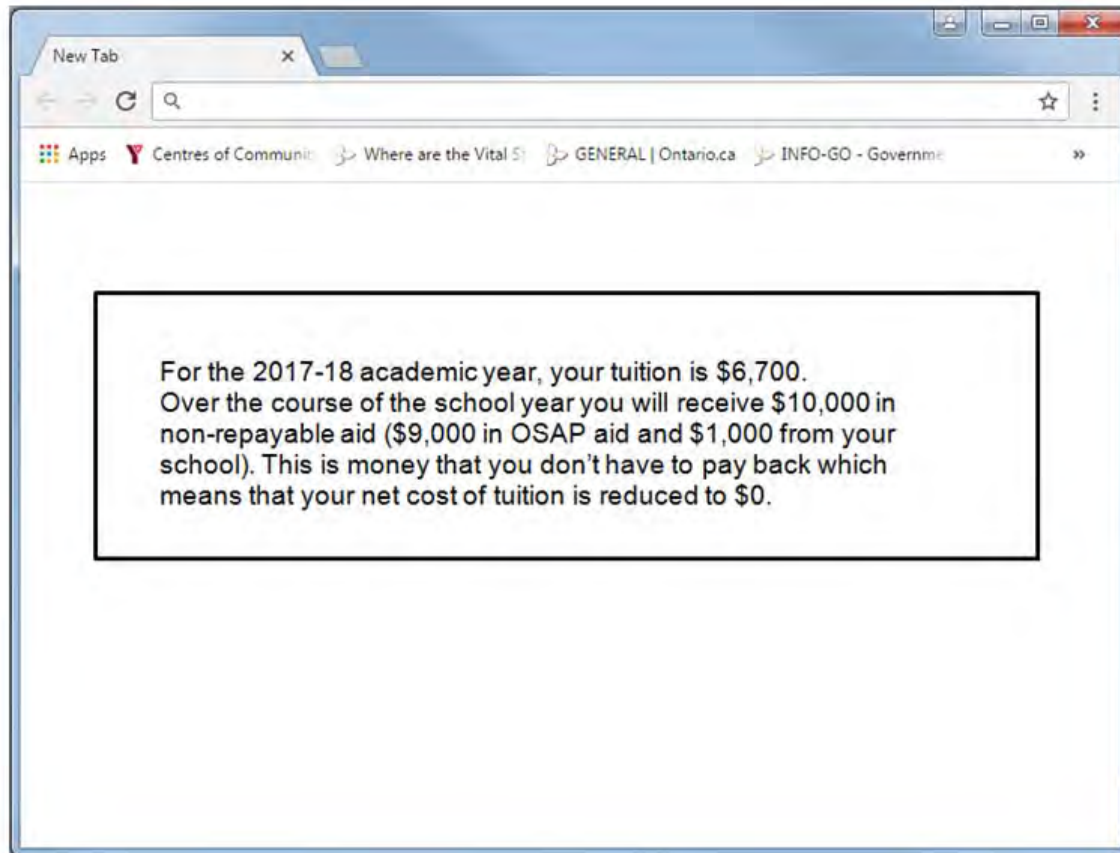 New Tab
Apps
Centres of Communit
Where are the Vital
GENERAL | Ontario.ca
INFO-GO - Governme
»
For the 2017-18 academic year, your tuition is $6,700.
Over the course of the school year you will receive $10,000 in
non-repayable aid ($9,000 in OSAP aid and $1,000 from your
school). This is money that you don't have to pay back which
means that your net cost of tuition is reduced to $0.